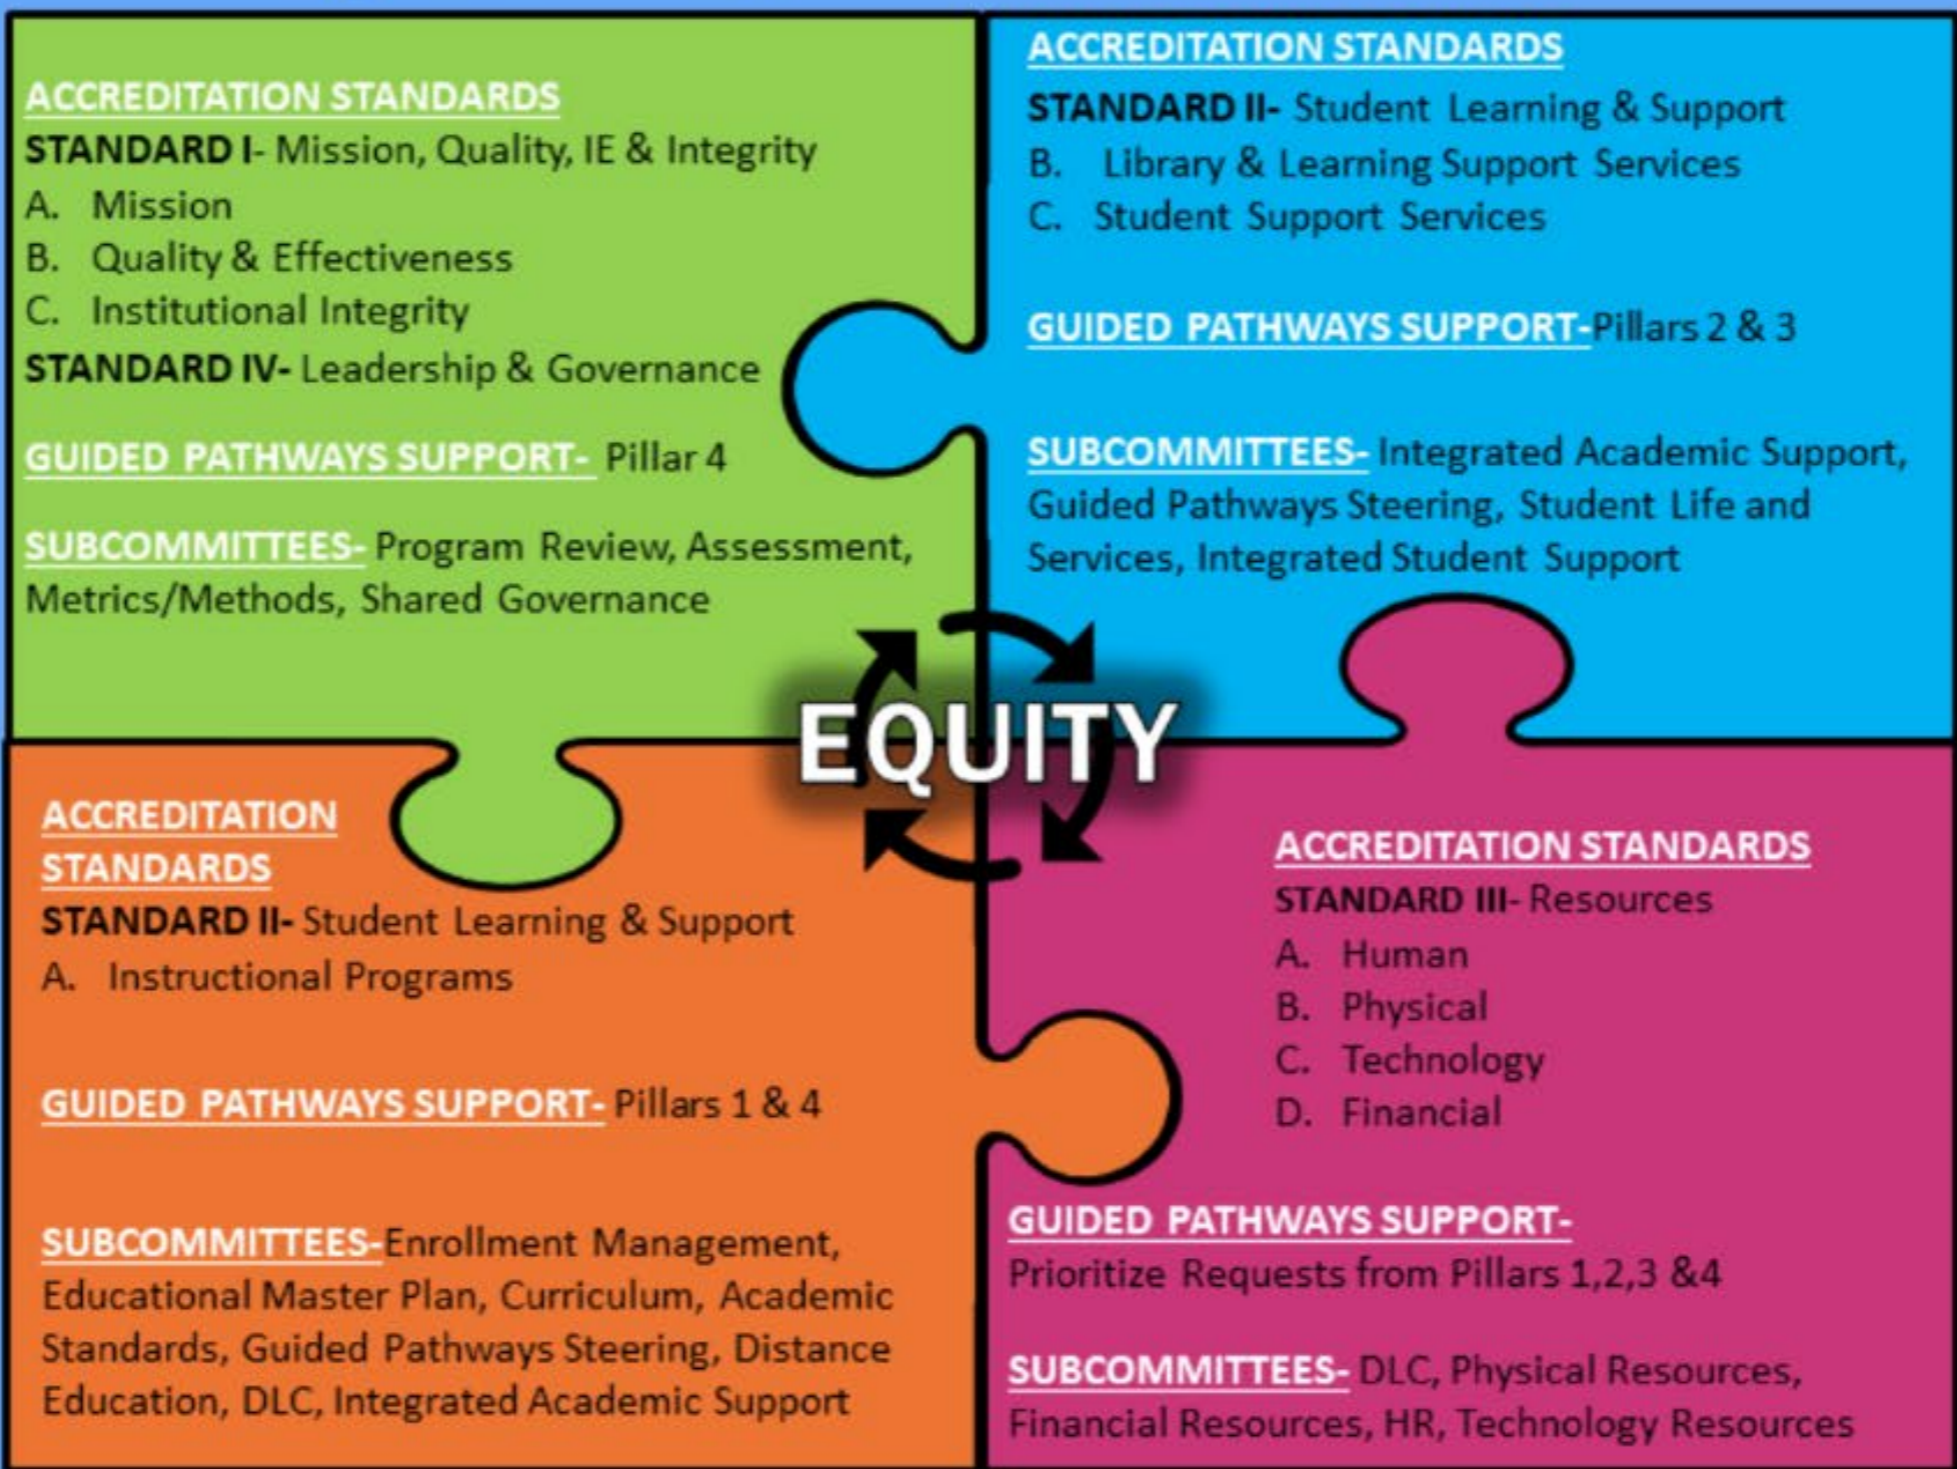 ACCREDITATION STANDARDS
STANDARD I- Mission, Quality, IE & Integrity
A. Mission
B. Quality & Effectiveness
C. Institutional Integrity
STANDARD IV- Leadership & Governance
GUIDED PATHWAYS SUPPORT- Pillar 4
SUBCOMMITTEES- Program Review, Assessment,
Metrics/Methods, Shared Governance
ACCREDITATION STANDARDS
STANDARD II- Student Learning & Support
B. Library & Learning Support Services
C. Student Support Services
GUIDED PATHWAYS SUPPORT-Pillars 2 & 3
SUBCOMMITTEES- Integrated Academic Support,
Guided Pathways Steering, Student Life and
Services, Integrated Student Support
EQUITY
ACCREDITATION
STANDARDS
STANDARD II- Student Learning & Support
A. Instructional Programs
GUIDED PATHWAYS SUPPORT- Pillars 1 & 4
SUBCOMMITTEES-Enrollment Management,
Educational Master Plan, Curriculum, Academic
Standards, Guided Pathways Steering, Distance
Education, DLC, Integrated Academic Support
ACCREDITATION STANDARDS
STANDARD III- Resources
A. Human
B. Physical
C. Technology
D. Financial
GUIDED PATHWAYS SUPPORT-
Prioritize Requests from Pillars 1,2,3 &4
SUBCOMMITTEES- DLC, Physical Resources,
Financial Resources, HR, Technology Resources